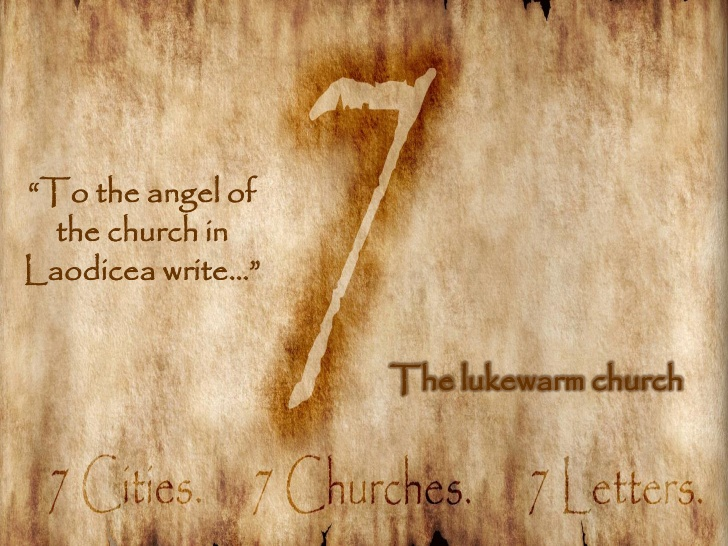 7
“To the angel of
the church in
Laodicea write...”
The lukewarm church
7 Cities. 7 Churches. 7 Letters.